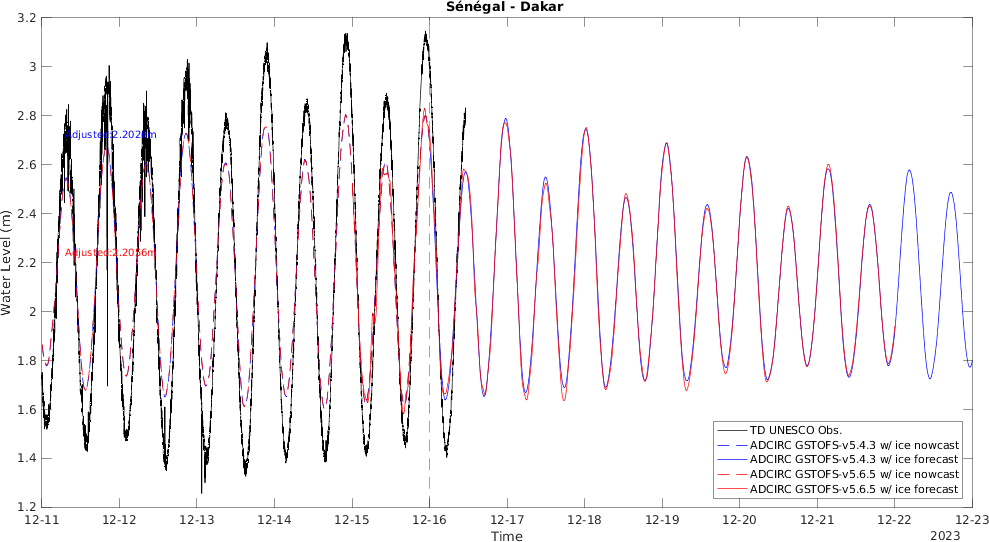 Sénégal - Dakar
3.2
3
2.8
2.6
2.4
2.2
2
1.8
1.6
1.4
1.2
Water Level (m)
Adjusted:2.2026m
Adjusted:2.2056m
TD UNESCO Obs.
ADCIRC GSTOFS-v5.4.3 w/ ice nowcast
ADCIRC GSTOFS-v5.4.3 w/ ice forecast
ADCIRC GSTOFS-v5.6.5 w/ ice nowcast
ADCIRC GSTOFS-v5.6.5 w/ ice forecast
12-11 12-12 12-13 12-14 12-15 12-16 12-17 12-18 12-19 12-20 12-21 12-22 12-23
Time
2023